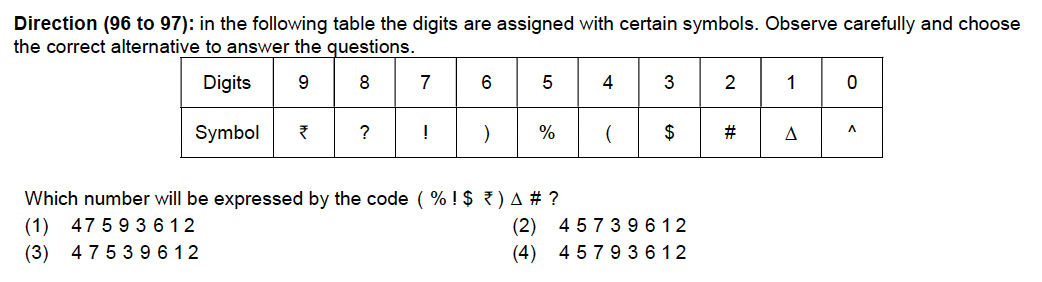 Direction (96 to 97): in the following table the digits are assigned with certain symbols. Observe carefully and choose
the correct alternative to answer the questions.
Digits 9 8 7 6 5 4 3 2 1 0
Symbol ₹ ? ! ) % ( $ # Δ ^
Which number will be expressed by the code ( % ! $ ₹ ) Δ # ?
(1) 4 7 5 9 3 6 1 2 (2) 4 5 7 3 9 6 1 2
(3) 4 7 5 3 9 6 1 2 (4) 4 5 7 9 3 6 1 2